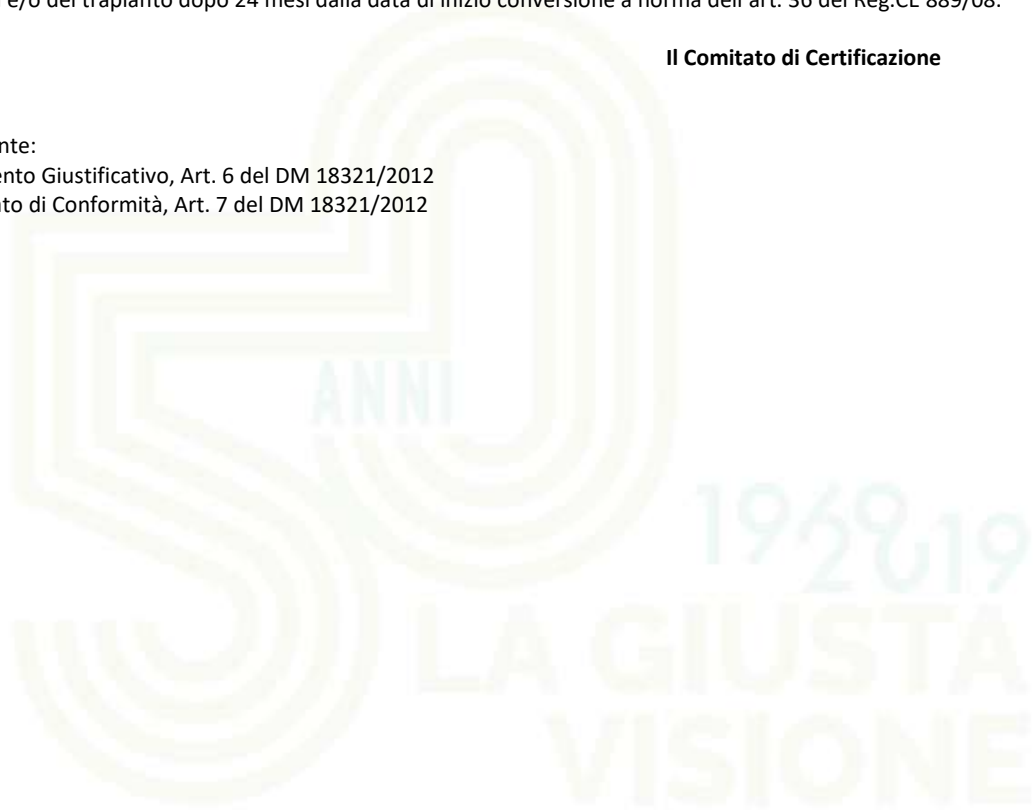 e/o del trapianto dopo 24 mesi dalla data di inizio conversione a norma dell'art. 36 del Reg.CE 889/08.
Il Comitato di Certificazione
nte:
ento Giustificativo, Art. 6 del DM 18321/2012
ato di Conformità, Art. 7 del DM 18321/2012
ANNI
1969
2019
LA GIUSTA
VISIONE